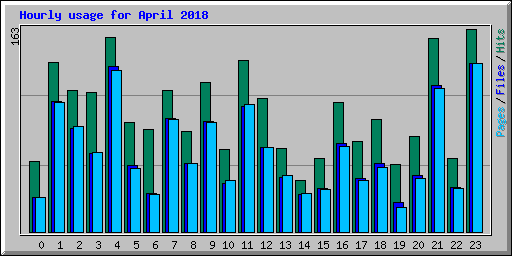 Hourly usage for April 2018
163
Pages/Files/Hits
0 1 2 3 4 5 6 7 8 9 10 11 12 13 14 15 16 17 18 19 20 21 22 23